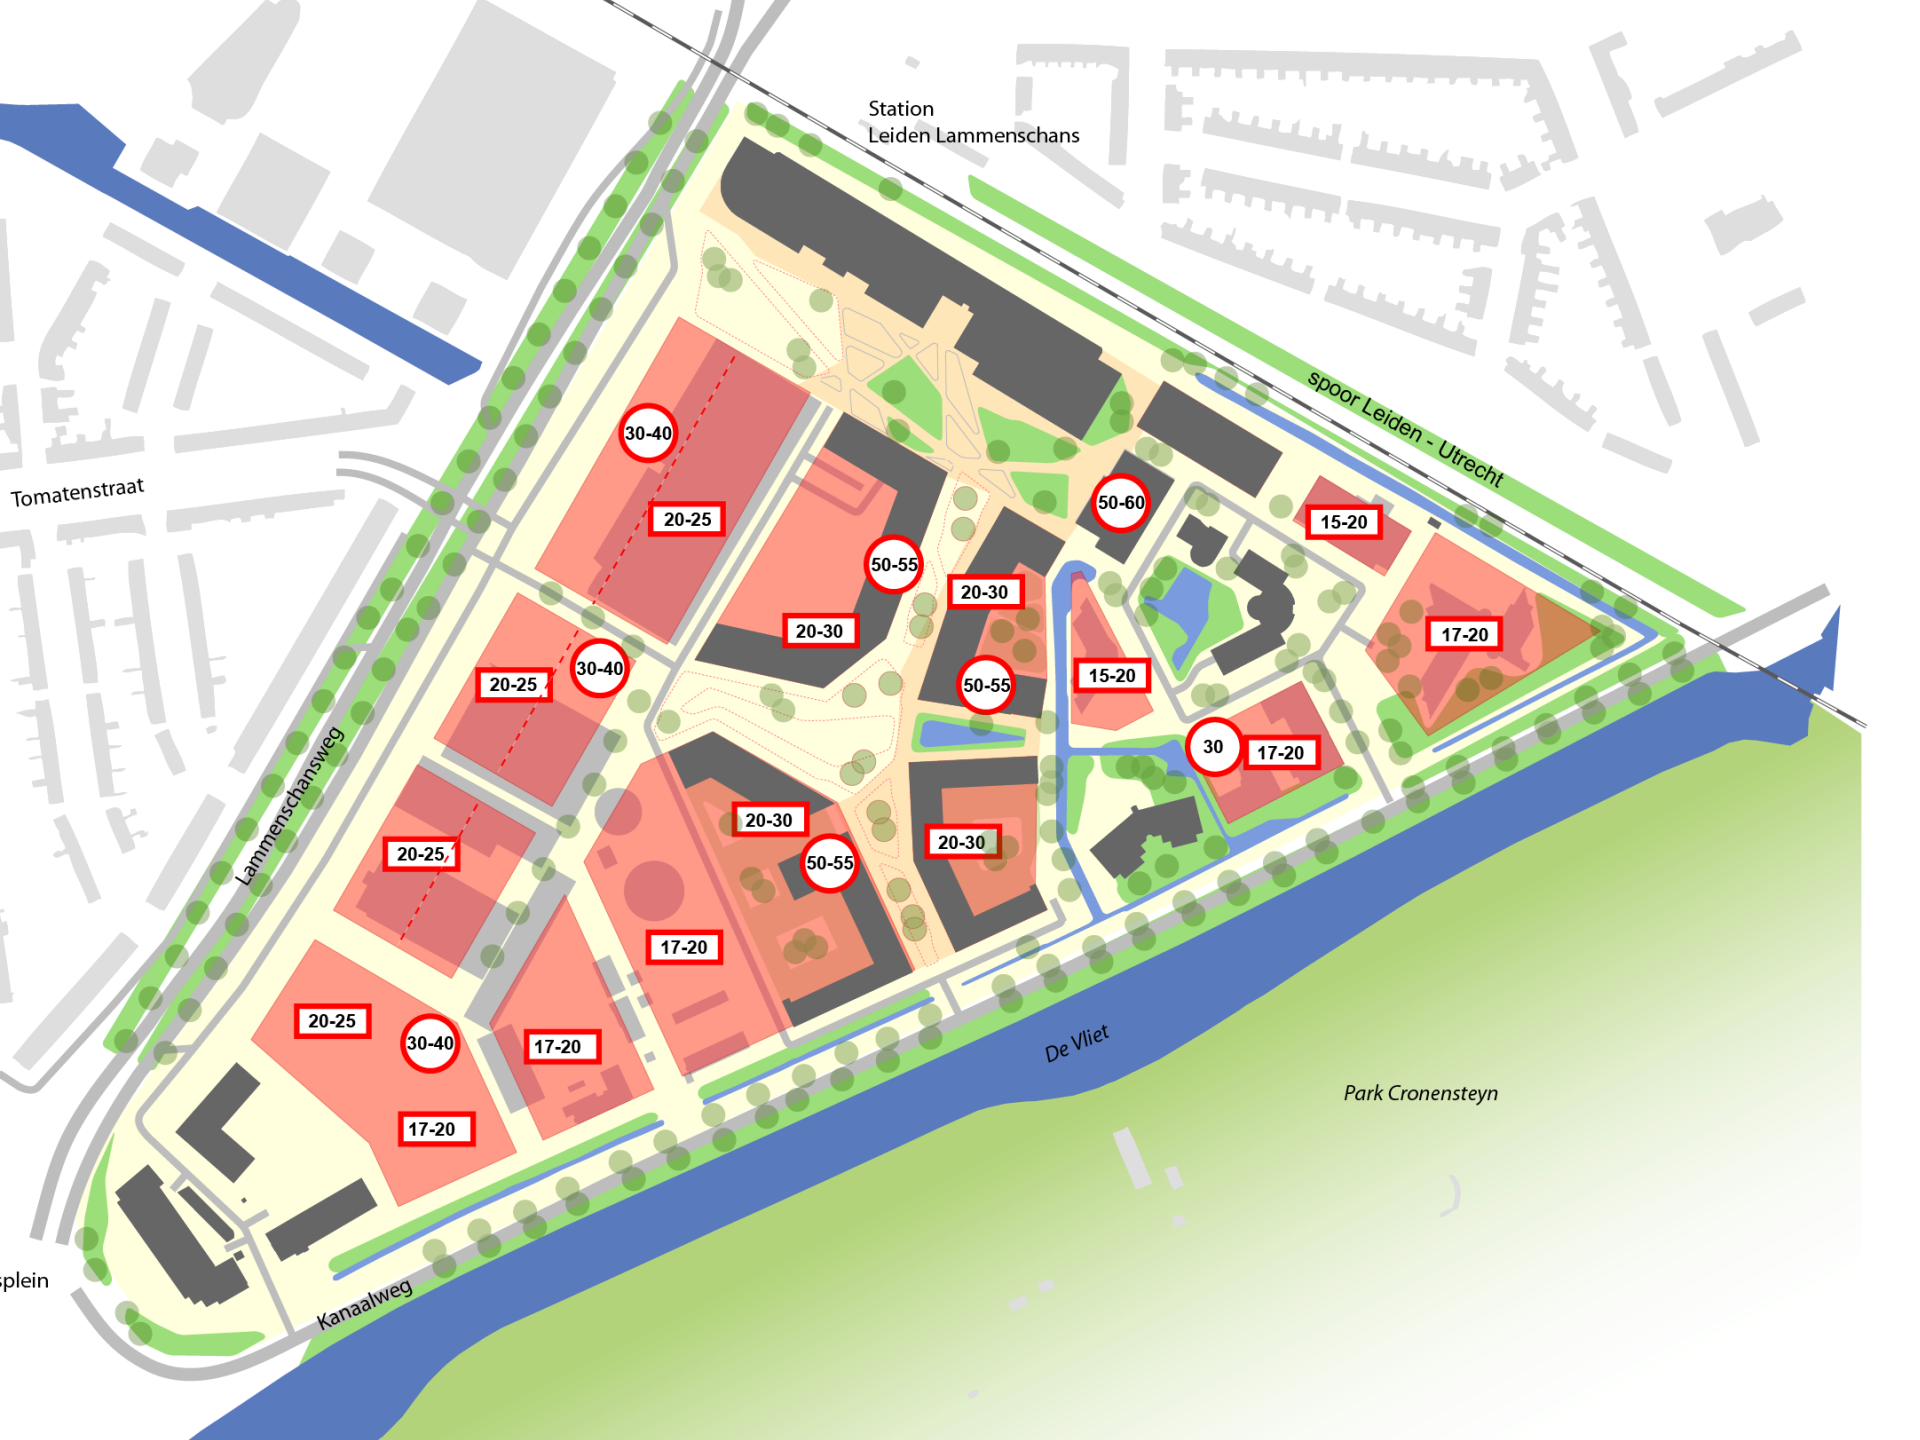 Station
Leiden Lammenschans
spoor Leiden - Utrecht
30-40
Tomatenstraat
20-25
50-60
15-20
50-55
20-30
20-30
17-20
30-40
20-25
50-55
15-20
30
17-20
Lammenschansweg
20-30
20-25
50-55
20-30
17-20
20-25
30-40
17-20
De Vliet
Park Cronensteyn
17-20
splein
Kanaalweg